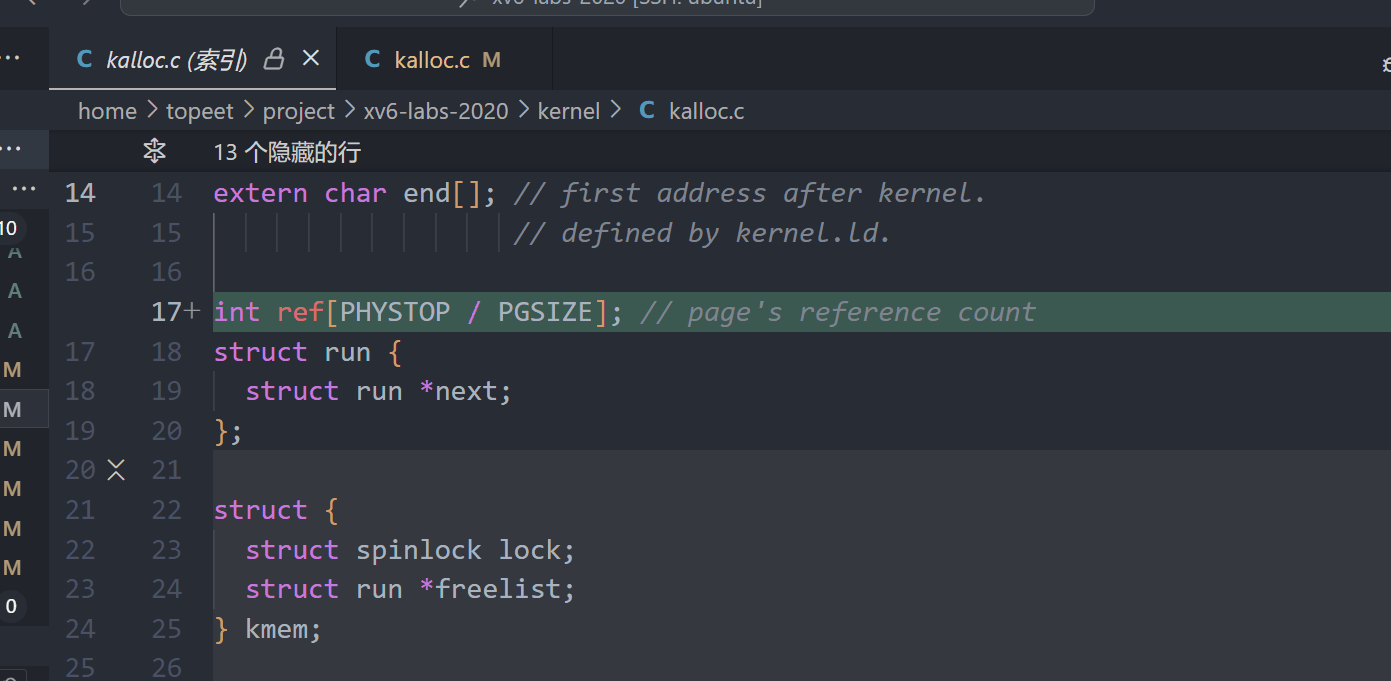 xv6-labs-2020 [SSH: ubuntu]
C kalloc.c (索引) C kalloc.c M
home > topeet > project > xv6-labs-2020 > kernel > C kalloc.c
13 个隐藏的行
14 14 extern char end[]; // first address after kernel.
10
15 15 // defined by kernel.ld.
A
16 16
A
17+ int ref[PHYSTOP / PGSIZE]; // page's reference count
A
17 18 struct run {
M
18 19 struct run *next;
M
19 20 };
M
20 21
M
21 22 struct {
M
22 23 struct spinlock lock;
M
23 24 struct run *freelist;
0
24 25 } kmem;
25 26